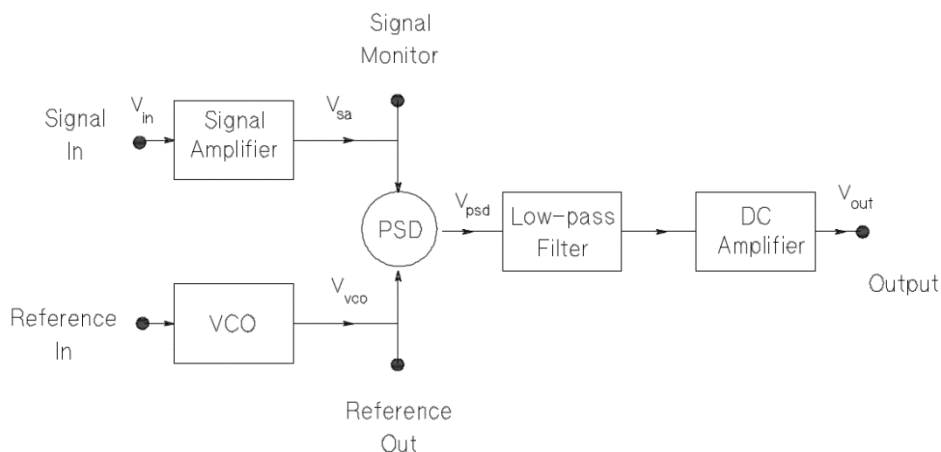 Signal
Monitor
Signal
In
V_in
Signal
Amplifier
V_sa
PSD
V_psd
Low-pass
Filter
DC
Amplifier
V_out
Output
Reference
In
VCO
V_vco
Reference
Out